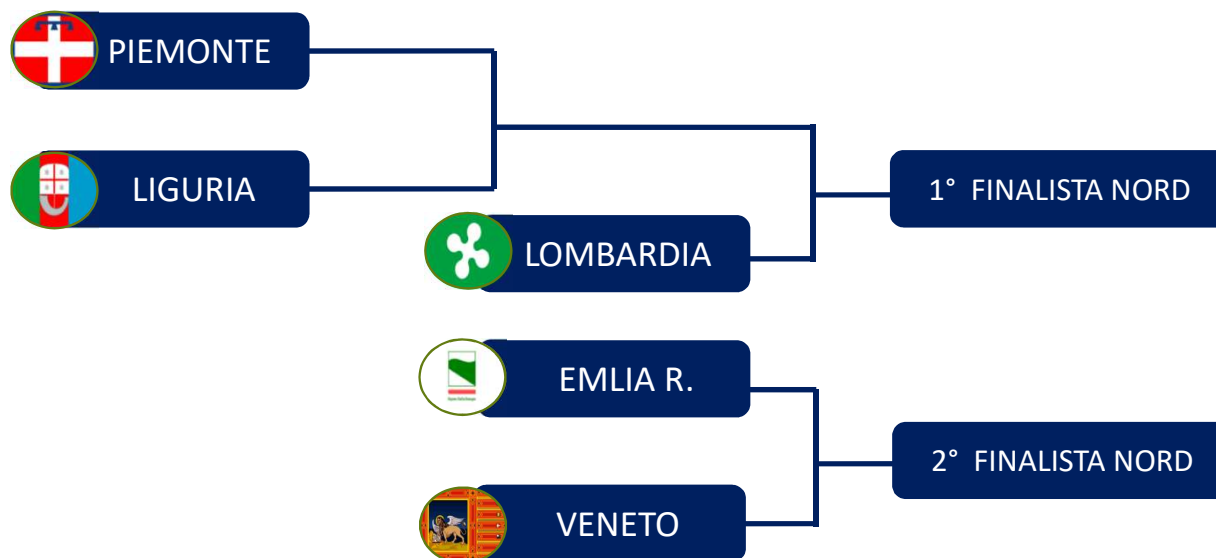 PIEMONTE
LIGURIA
1° FINALISTA NORD
LOMBARDIA
EMLIA R.
2° FINALISTA NORD
VENETO